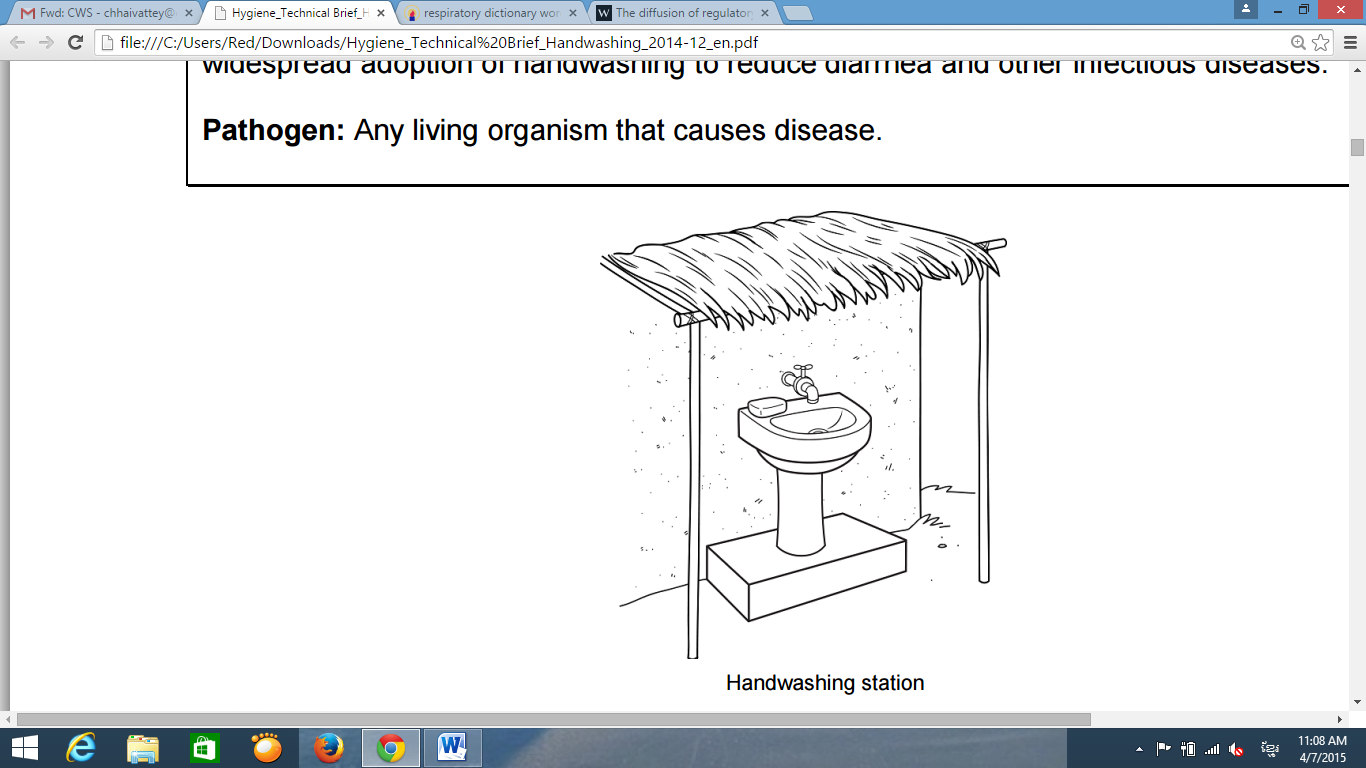 Fwd: CWS - chhaivattey@
Hygiene_Technical Brief_H
respiratory dictionary wor
The diffusion of regulator
file:///C:/Users/Red/Downloads/Hygiene_Technical%20Brief_Handwashing_2014-12_en.pdf
widespread adoption of handwashing to reduce diarrhea and other infectious diseases.
Pathogen: Any living organism that causes disease.
Handwashing station
11:08 AM
4/7/2015